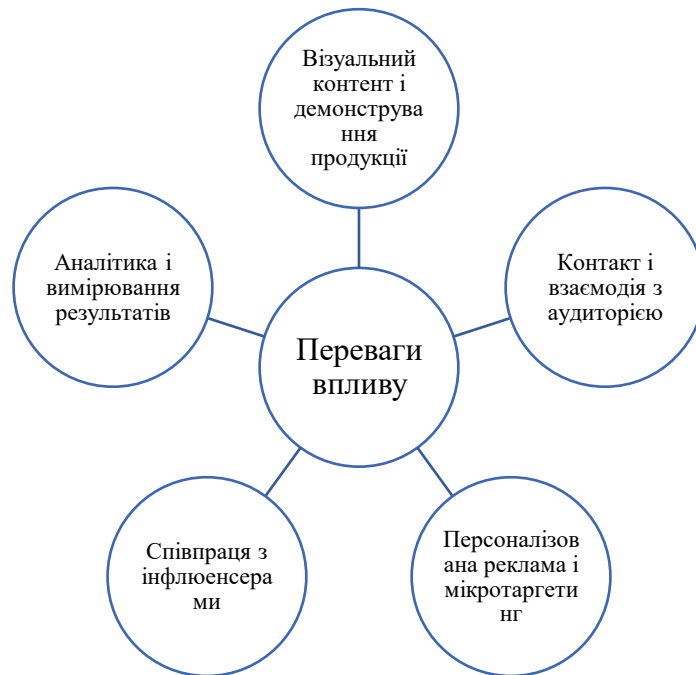 Візуальний
контент і
демонструва
ння
продукції
Контакт і
взаємодія з
аудиторією
Персоналізов
ана реклама і
мікротаргети
нг
Співпраця з
інфлюенсера
ми
Аналітика і
вимірювання
результатів
Переваги
впливу